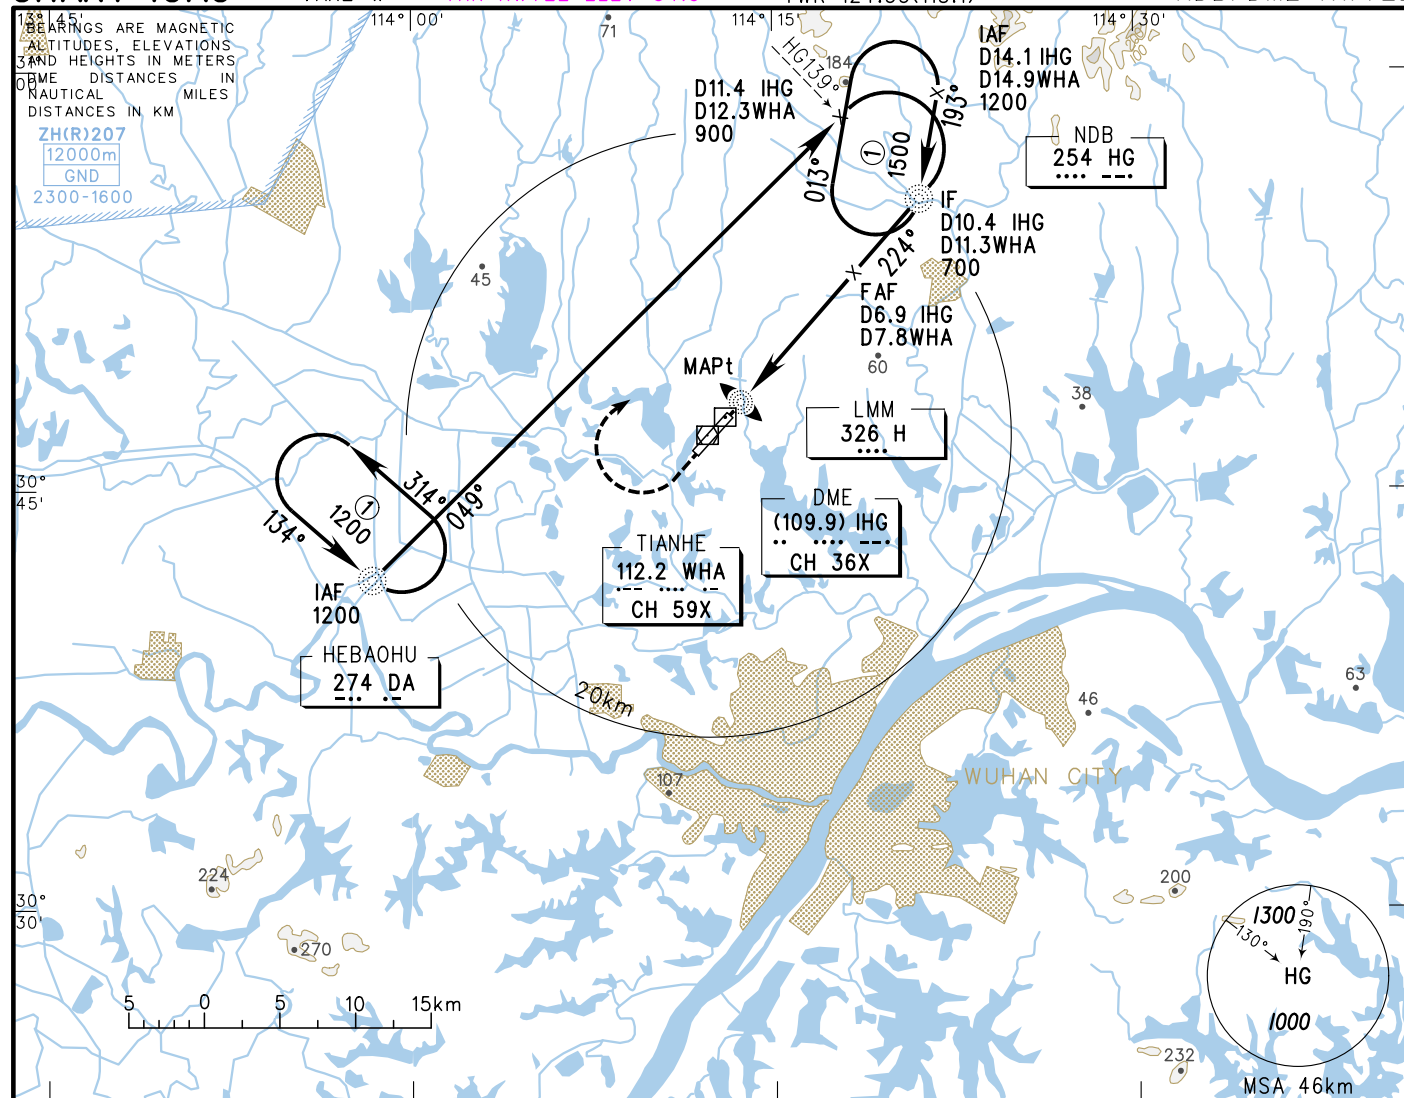 113°45'
114°00'
114°15'
114°30'
BEARINGS ARE MAGNETIC
ALTITUDES, ELEVATIONS
AND HEIGHTS IN METERS
DME DISTANCES IN
NAUTICAL MILES
DISTANCES IN KM
ZH(R)207
12000m
GND
2300-1600
71
184
HG139°
D11.4 IHG
D12.3WHA
900
IAF
D14.1 IHG
D14.9WHA
1200
193°
013°
1
1500
NDB
254 HG
IF
D10.4 IHG
D11.3WHA
700
224°
FAF
D6.9 IHG
D7.8WHA
45
60
38
MAPt
LMM
326 H
DME
(109.9) IHG
CH 36X
TIANHE
112.2 WHA
CH 59X
30°
45'
314°
049°
134°
1
1200
IAF
1200
HEBAOHU
274 DA
20km
63
46
107
WUHAN CITY
224
270
200
232
30°
30'
5 0 5 10 15km
1300
130°
190°
HG
1000
MSA 46km